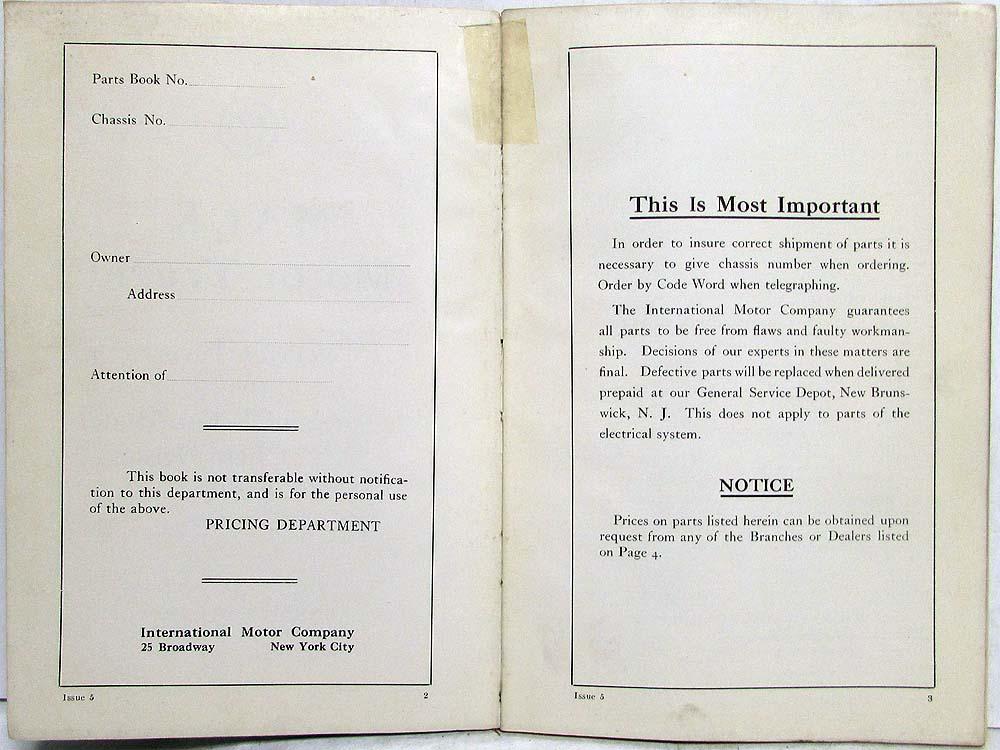 Parts Book No.
Chassis No.
Owner
Address
Attention of
This book is not transferable without notifica-
tion to this department, and is for the personal use
of the above.
PRICING DEPARTMENT
International Motor Company
25 Broadway New York City
Issue 5 2
This Is Most Important
In order to insure correct shipment of parts it is
necessary to give chassis number when ordering.
Order by Code Word when telegraphing.
The International Motor Company guarantees
all parts to be free from flaws and faulty workman-
ship. Decisions of our experts in these matters are
final. Defective parts will be replaced when delivered
prepaid at our General Service Depot, New Bruns-
wick, N. J. This does not apply to parts of the
electrical system.
NOTICE
Prices on parts listed herein can be obtained upon
request from any of the Branches or Dealers listed
on Page 4.
Issue 5 3